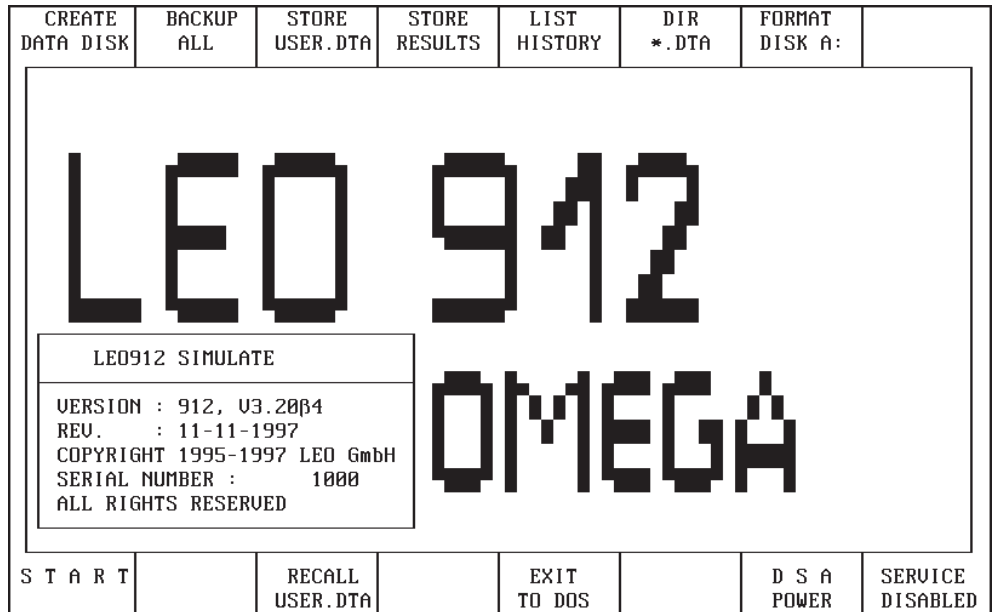 CREATE DATA DISK
BACKUP ALL
STORE USER.DTA
STORE RESULTS
LIST HISTORY
DIR *.DTA
FORMAT DISK A:
LEO 912
OMEGA
LEO912 SIMULATE
VERSION : 912, V3.20β4
REV. : 11-11-1997
COPYRIGHT 1995-1997 LEO GmbH
SERIAL NUMBER : 1000
ALL RIGHTS RESERVED
S T A R T
RECALL USER.DTA
EXIT TO DOS
D S A POWER
SERVICE DISABLED